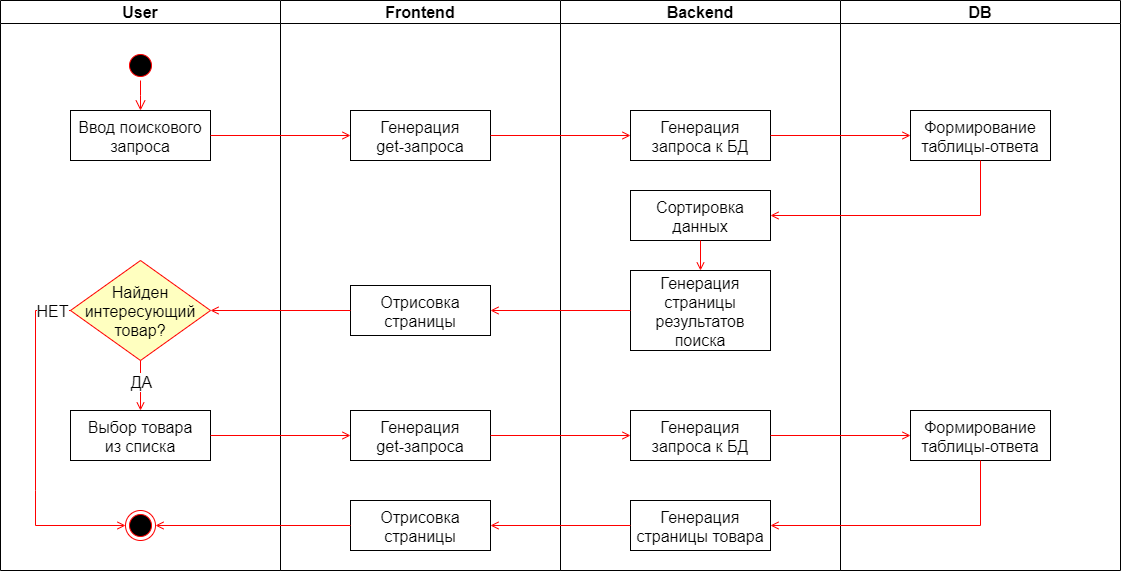 User
Frontend
Backend
DB
Ввод поискового
запроса
Генерация
get-запроса
Генерация
запроса к БД
Формирование
таблицы-ответа
Сортировка
данных
Найден
интересующий
товар?
НЕТ
Отрисовка
страницы
Генерация
страницы
результатов
поиска
ДА
Выбор товара
из списка
Генерация
get-запроса
Генерация
запроса к БД
Формирование
таблицы-ответа
Отрисовка
страницы
Генерация
страницы товара